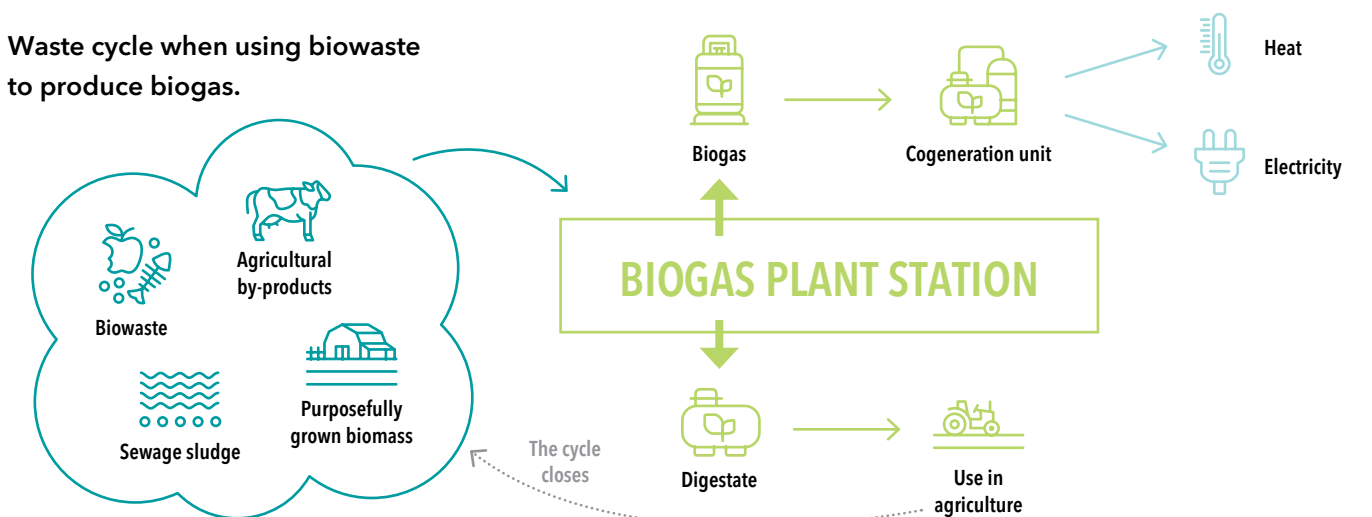 Waste cycle when using biowaste
to produce biogas.
Biowaste
Agricultural
by-products
Sewage sludge
Purposefully
grown biomass
Biogas
Cogeneration unit
Heat
Electricity
BIOGAS PLANT STATION
Digestate
Use in
agriculture
The cycle
closes